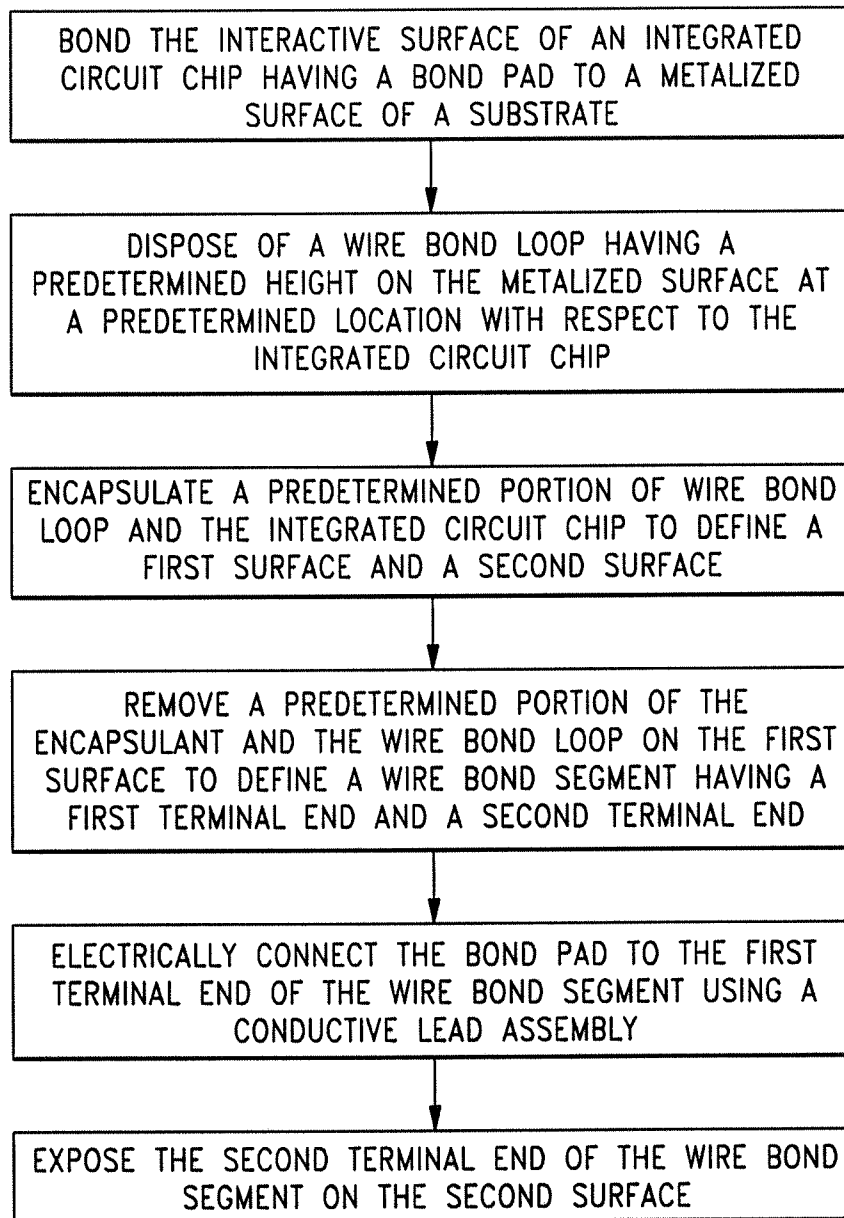 BOND THE INTERACTIVE SURFACE OF AN INTEGRATED
CIRCUIT CHIP HAVING A BOND PAD TO A METALIZED
SURFACE OF A SUBSTRATE
DISPOSE OF A WIRE BOND LOOP HAVING A
PREDETERMINED HEIGHT ON THE METALIZED SURFACE AT
A PREDETERMINED LOCATION WITH RESPECT TO THE
INTEGRATED CIRCUIT CHIP
ENCAPSULATE A PREDETERMINED PORTION OF WIRE BOND
LOOP AND THE INTEGRATED CIRCUIT CHIP TO DEFINE A
FIRST SURFACE AND A SECOND SURFACE
REMOVE A PREDETERMINED PORTION OF THE
ENCAPSULANT AND THE WIRE BOND LOOP ON THE FIRST
SURFACE TO DEFINE A WIRE BOND SEGMENT HAVING A
FIRST TERMINAL END AND A SECOND TERMINAL END
ELECTRICALLY CONNECT THE BOND PAD TO THE FIRST
TERMINAL END OF THE WIRE BOND SEGMENT USING A
CONDUCTIVE LEAD ASSEMBLY
EXPOSE THE SECOND TERMINAL END OF THE WIRE BOND
SEGMENT ON THE SECOND SURFACE